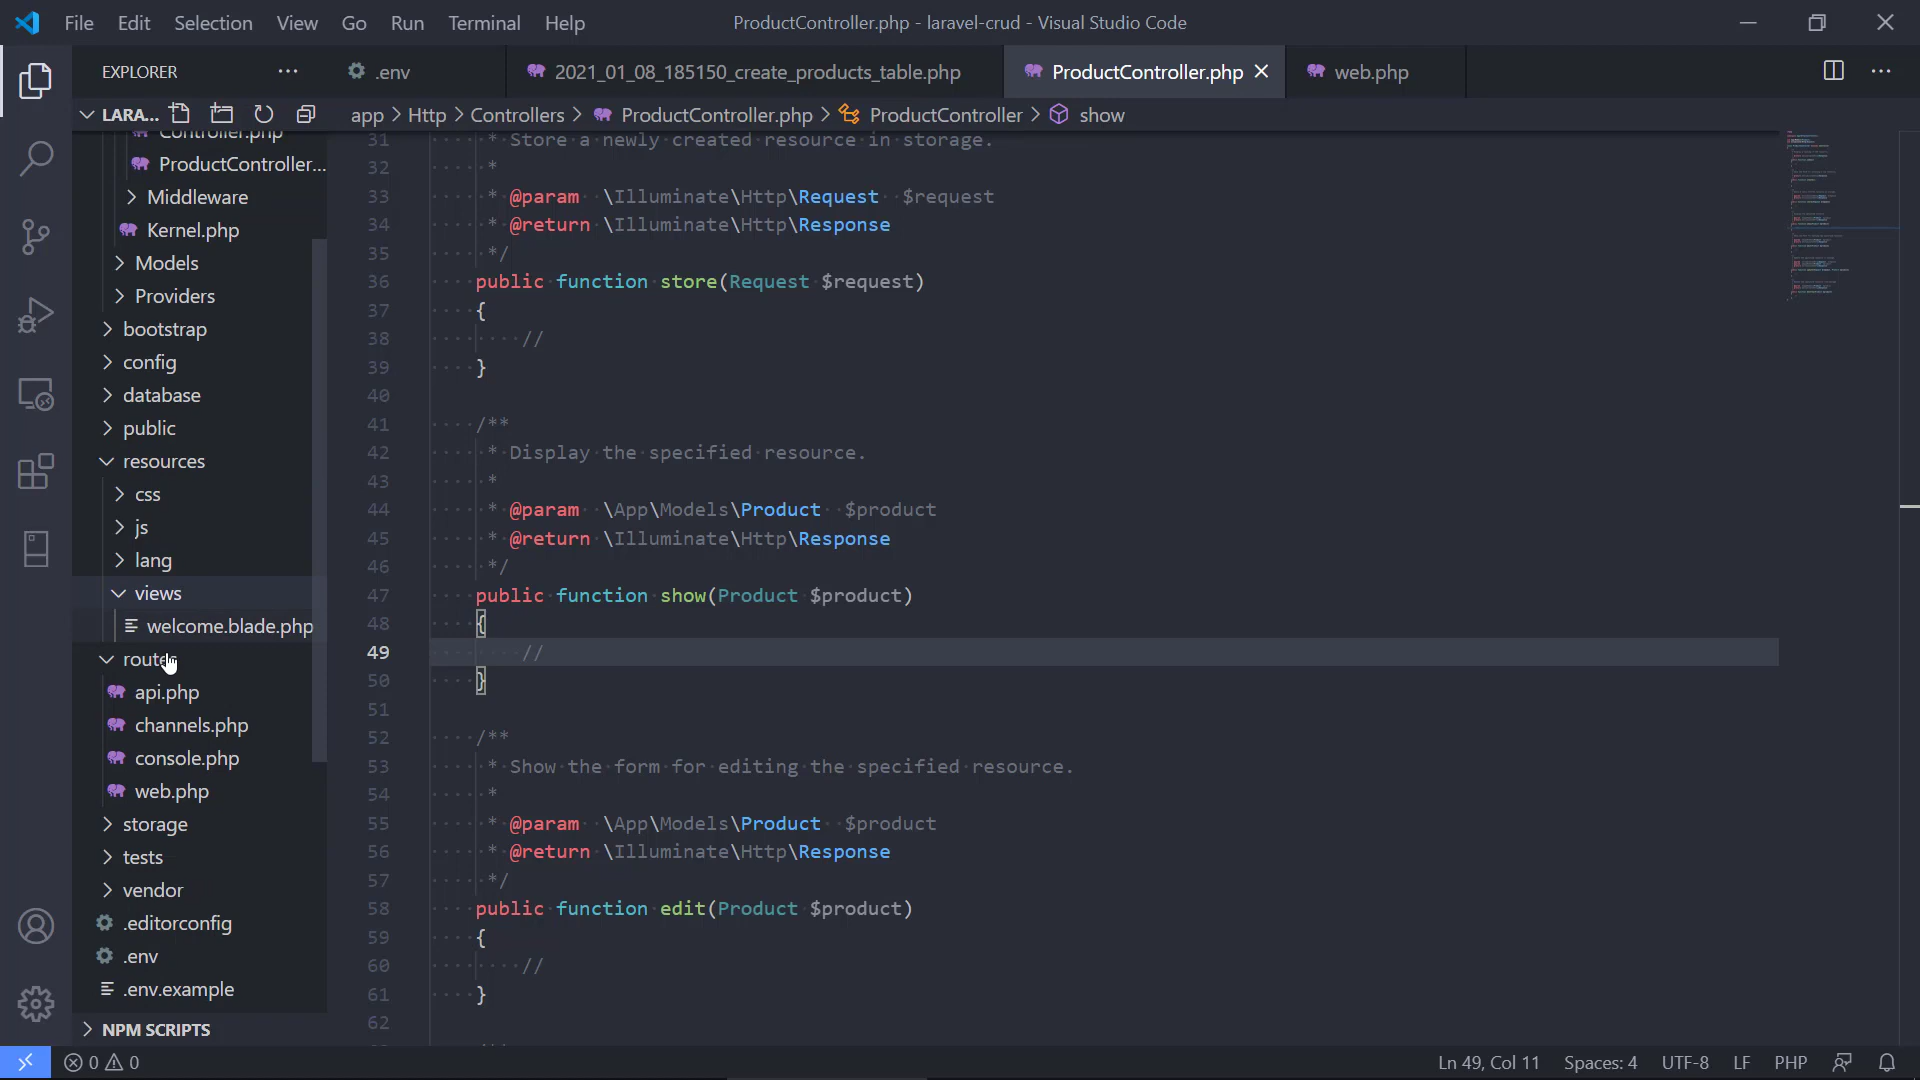 File Edit Selection View Go Run Terminal Help
ProductController.php - laravel-crud - Visual Studio Code
EXPLORER
.env
2021_01_08_185150_create_products_table.php
ProductController.php
web.php
LARA...
app > Http > Controllers > ProductController.php > ProductController > show
Controller.php
ProductController...
Middleware
Kernel.php
Models
Providers
bootstrap
config
database
public
resources
css
js
lang
views
welcome.blade.php
routes
api.php
channels.php
console.php
web.php
storage
tests
vendor
.editorconfig
.env
.env.example
NPM SCRIPTS
31 * Store a newly created resource in storage.
32 *
33 * @param \Illuminate\Http\Request $request
34 * @return \Illuminate\Http\Response
35 */
36 public function store(Request $request)
37 {
38 //
39 }
40
41 /**
42 * Display the specified resource.
43 *
44 * @param \App\Models\Product $product
45 * @return \Illuminate\Http\Response
46 */
47 public function show(Product $product)
48 {
49 //
50 }
51
52 /**
53 * Show the form for editing the specified resource.
54 *
55 * @param \App\Models\Product $product
56 * @return \Illuminate\Http\Response
57 */
58 public function edit(Product $product)
59 {
60 //
61 }
62
0 0
Ln 49, Col 11 Spaces: 4 UTF-8 LF PHP